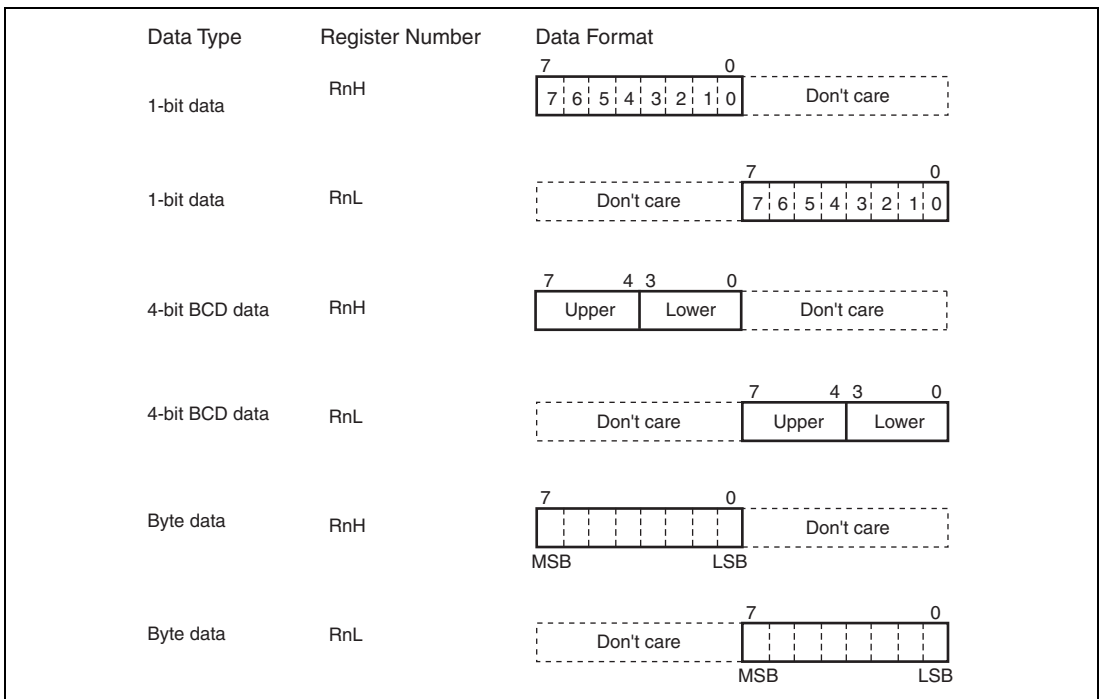 Data Type Register Number Data Format
7 0
1-bit data RnH 7 6 5 4 3 2 1 0 Don't care
7 0
1-bit data RnL Don't care 7 6 5 4 3 2 1 0
7 4 3 0
4-bit BCD data RnH Upper Lower Don't care
7 4 3 0
4-bit BCD data RnL Don't care Upper Lower
7 0
Byte data RnH Don't care
MSB LSB
7 0
Byte data RnL Don't care
MSB LSB